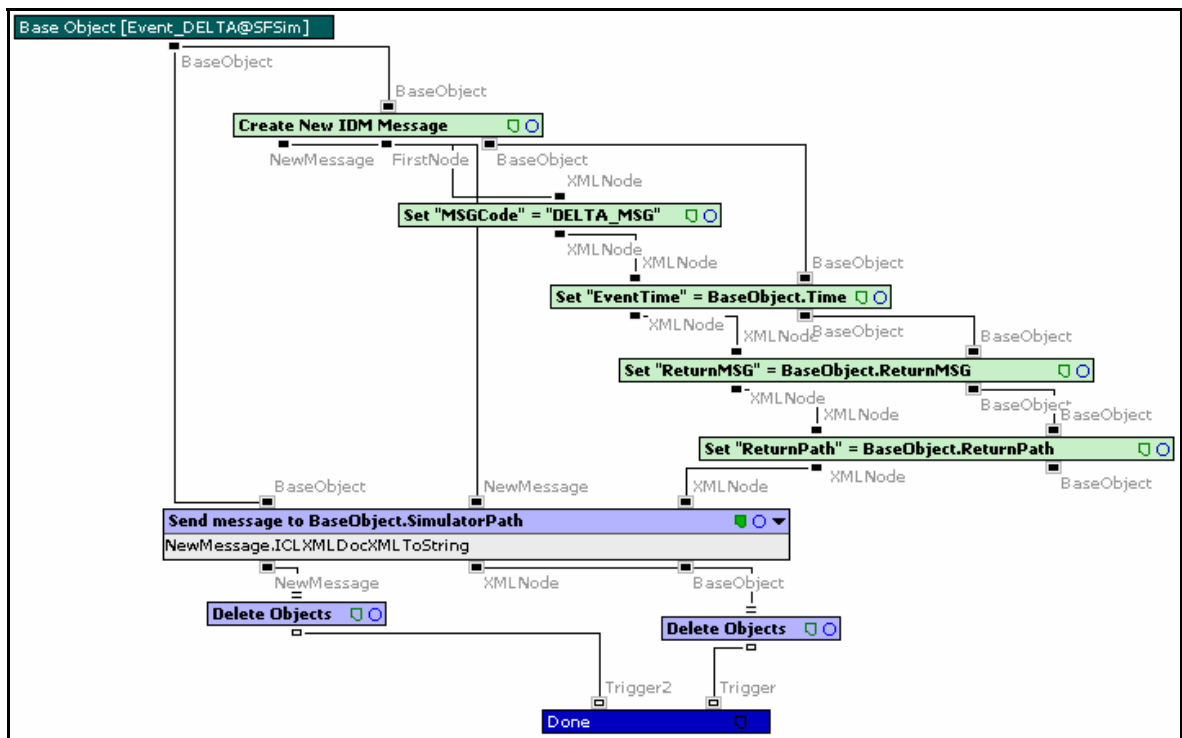 Base Object [Event_DELTA@SFSim]
BaseObject
BaseObject
Create New IDM Message
NewMessage FirstNode BaseObject
XMLNode
Set "MSGCode" = "DELTA_MSG"
XMLNode
XMLNode BaseObject
Set "EventTime" = BaseObject.Time
XMLNode BaseObject
XMLNode BaseObject
Set "ReturnMSG" = BaseObject.ReturnMSG
XMLNode BaseObject
XMLNode BaseObject
Set "ReturnPath" = BaseObject.ReturnPath
XMLNode BaseObject
BaseObject NewMessage XMLNode
Send message to BaseObject.SimulatorPath
NewMessage.ICLXMLDocXMLToString
NewMessage XMLNode BaseObject
Delete Objects
Delete Objects
Trigger2 Trigger
Done